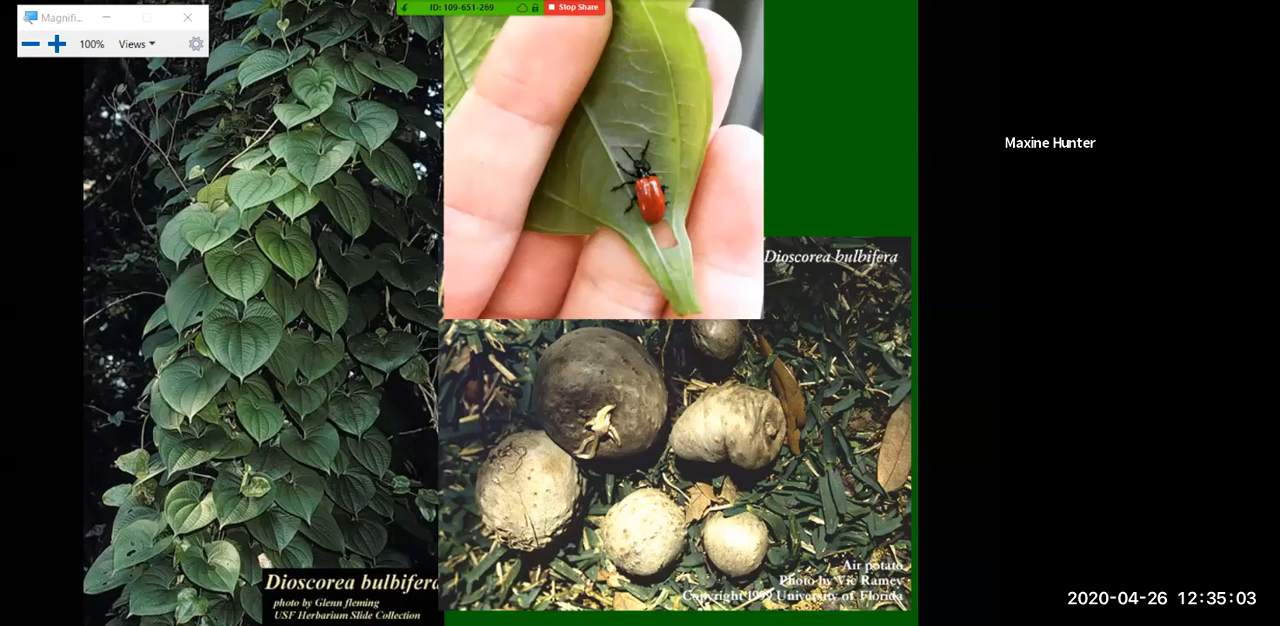 Magnifi...
ID: 109-651-269
Stop Share
100%
Views
Maxine Hunter
Dioscorea bulbifera
Dioscorea bulbifera
photo by Glenn fleming
USF Herbarium Slide Collection
Air potato
Photo by Vic Ramey
Copyright 1999 University of Florida
2020-04-26 12:35:03